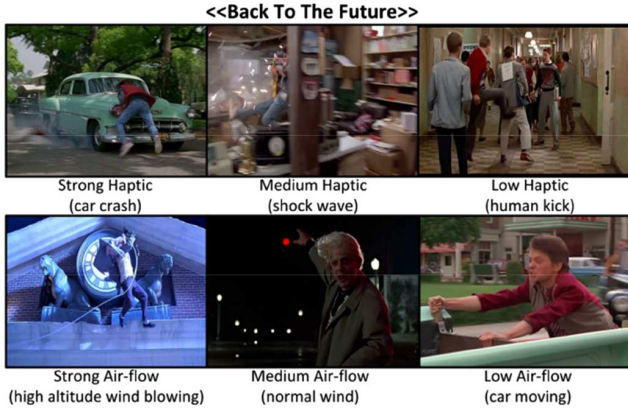 <<Back To The Future>>
Strong Haptic
(car crash)
Medium Haptic
(shock wave)
Low Haptic
(human kick)
Strong Air-flow
(high altitude wind blowing)
Medium Air-flow
(normal wind)
Low Air-flow
(car moving)